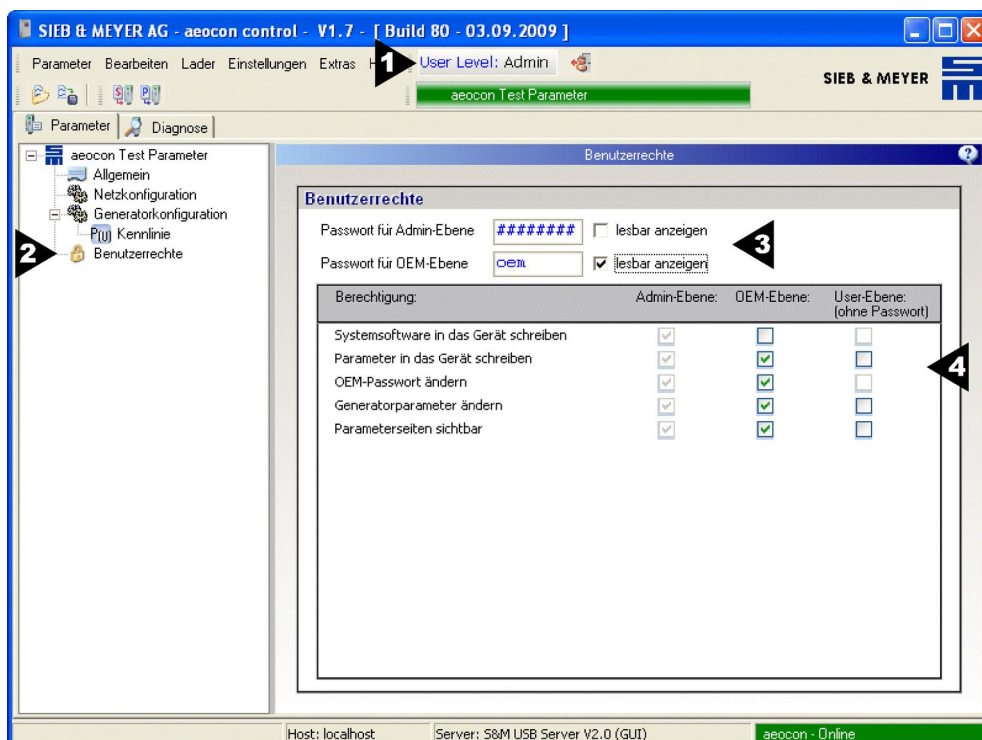 SIEB & MEYER AG - aeocon control - V1.7 - [ Build 80 - 03.09.2009 ]
Parameter Bearbeiten Lader Einstellungen Extras H
1
User Level: Admin
SIEB & MEYER
aeocon Test Parameter
Parameter Diagnose
aeocon Test Parameter
Allgemein
Netzkonfiguration
Generatorkonfiguration
P(U) Kennlinie
2
Benutzerrechte
Benutzerrechte
Benutzerrechte
Passwort für Admin-Ebene ######## lesbar anzeigen
3
Passwort für OEM-Ebene oem lesbar anzeigen
Berechtigung: Admin-Ebene: OEM-Ebene: User-Ebene:
(ohne Passwort)
Systemsoftware in das Gerät schreiben
Parameter in das Gerät schreiben
4
OEM-Passwort ändern
Generatorparameter ändern
Parameterseiten sichtbar
Host: localhost Server: S&M USB Server V2.0 (GUI) aeocon - Online